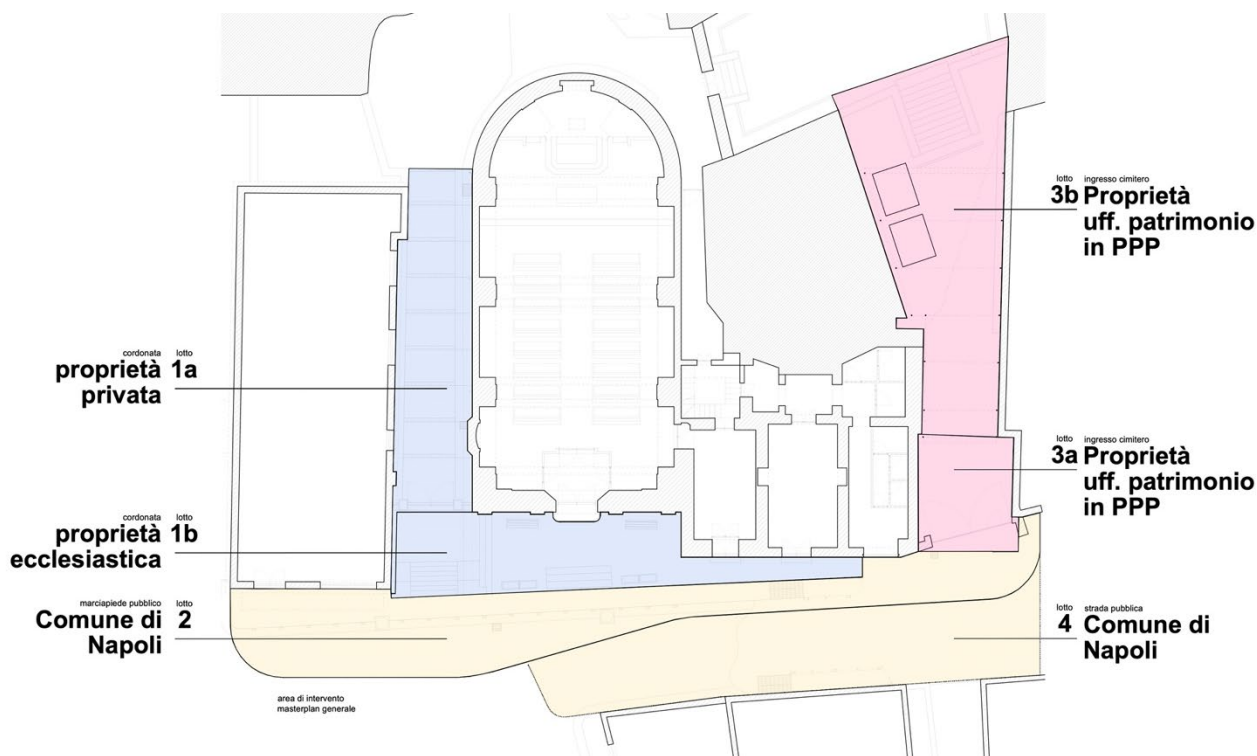 lotto ingresso cimitero
3b Proprietà
uff. patrimonio
in PPP
cordonata lotto
proprietà 1a
privata
lotto ingresso cimitero
3a Proprietà
uff. patrimonio
in PPP
cordonata lotto
proprietà 1b
ecclesiastica
marciapiede pubblico lotto
Comune di 2
Napoli
lotto strada pubblica
4 Comune di
Napoli
area di intervento
masterplan generale